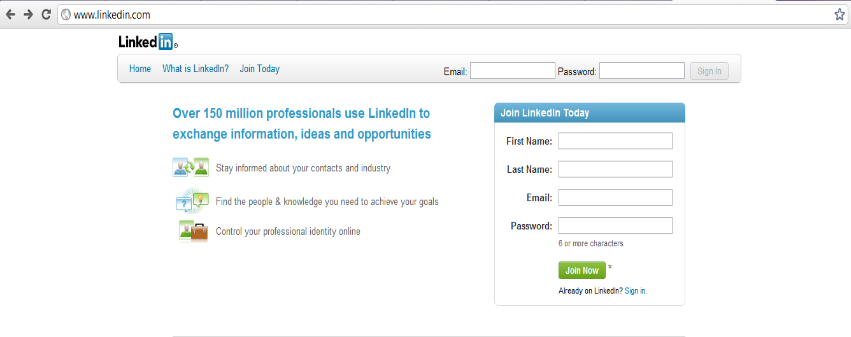 www.linkedin.com
Linked in ®
Home What is LinkedIn? Join Today Email: Password: Sign In
Over 150 million professionals use LinkedIn to
exchange information, ideas and opportunities
Stay informed about your contacts and industry
Find the people & knowledge you need to achieve your goals
Control your professional identity online
Join LinkedIn Today
First Name:
Last Name:
Email:
Password:
6 or more characters
Join Now *
Already on LinkedIn? Sign in.